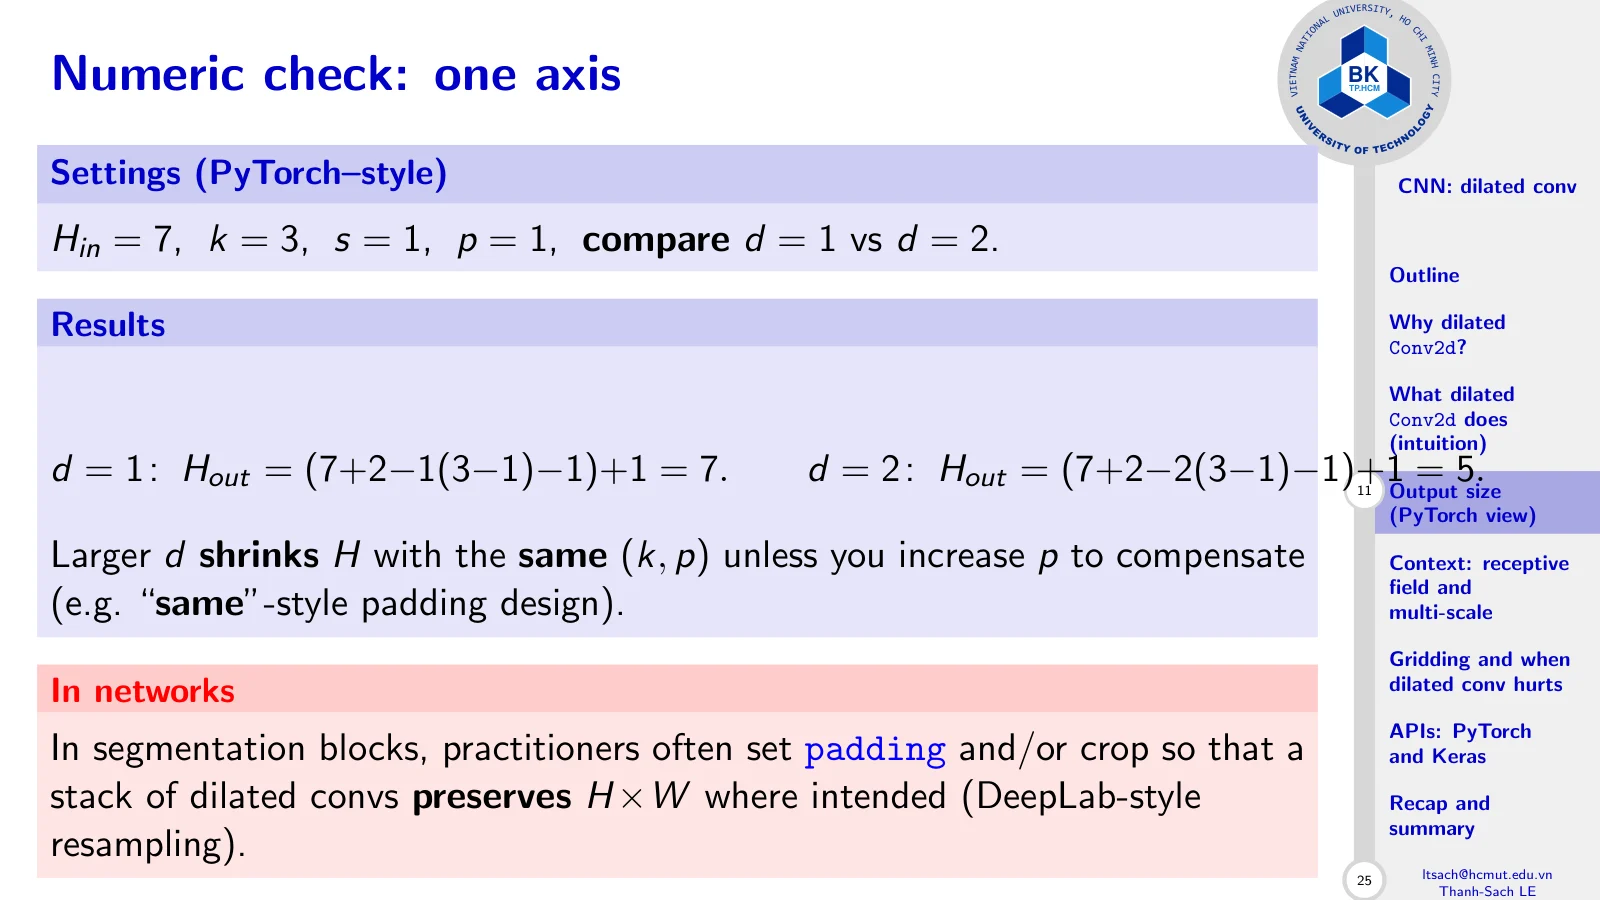 Numeric check: one axis
Settings (PyTorch–style)
H_in = 7, k = 3, s = 1, p = 1, compare d = 1 vs d = 2.
Results
d = 1: H_out = (7+2−1(3−1)−1)+1 = 7. d = 2: H_out = (7+2−2(3−1)−1)+1 = 5.
Larger d shrinks H with the same (k, p) unless you increase p to compensate
(e.g. “same”-style padding design).
In networks
In segmentation blocks, practitioners often set padding and/or crop so that a
stack of dilated convs preserves H×W where intended (DeepLab-style
resampling).
VIETNAM NATIONAL UNIVERSITY, HO CHI MINH CITY
BK
TP.HCM
UNIVERSITY OF TECHNOLOGY
CNN: dilated conv
Outline
Why dilated
Conv2d?
What dilated
Conv2d does
(intuition)
11
Output size
(PyTorch view)
Context: receptive
field and
multi-scale
Gridding and when
dilated conv hurts
APIs: PyTorch
and Keras
Recap and
summary
25
ltsach@hcmut.edu.vn
Thanh-Sach LE